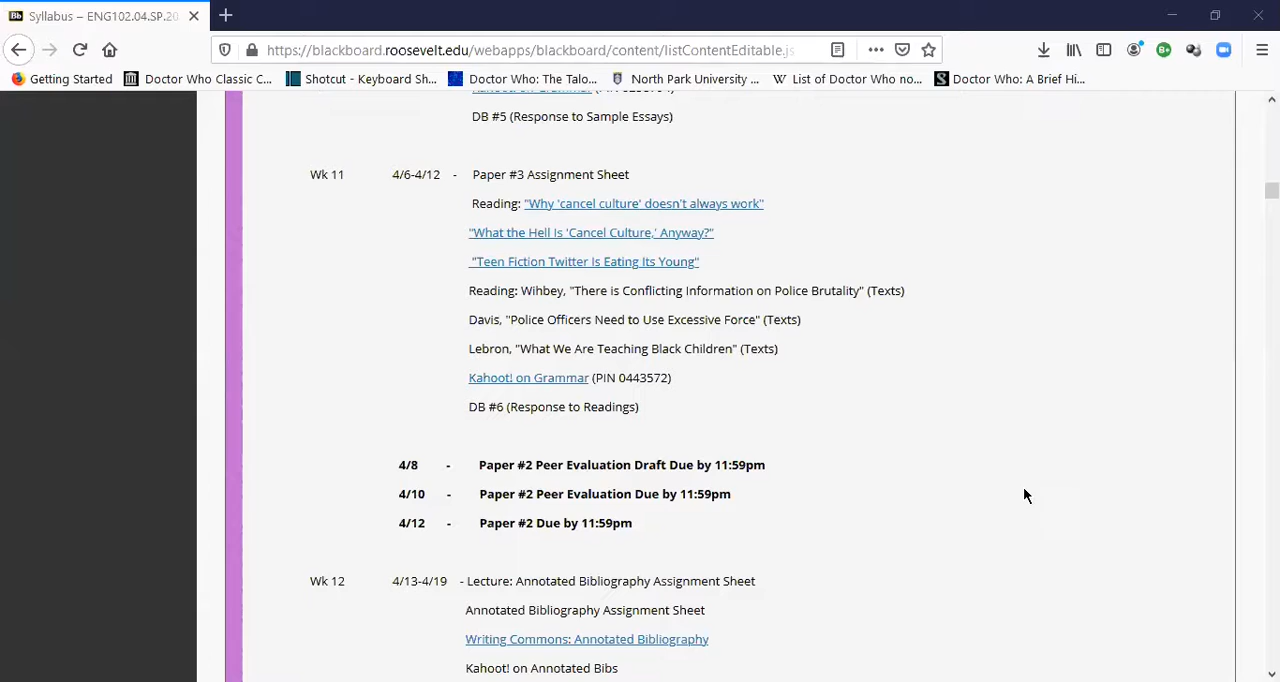 Syllabus – ENG102.04.SP.20
https://blackboard.roosevelt.edu/webapps/blackboard/content/listContentEditable.js
Getting Started Doctor Who Classic C... Shotcut - Keyboard Sh... Doctor Who: The Talo... North Park University ... List of Doctor Who no... Doctor Who: A Brief Hi...
Kahoot! on Grammar
DB #5 (Response to Sample Essays)
Wk 11 4/6-4/12 - Paper #3 Assignment Sheet
Reading: "Why 'cancel culture' doesn't always work"
"What the Hell Is 'Cancel Culture,' Anyway?"
"Teen Fiction Twitter Is Eating Its Young"
Reading: Wihbey, "There is Conflicting Information on Police Brutality" (Texts)
Davis, "Police Officers Need to Use Excessive Force" (Texts)
Lebron, "What We Are Teaching Black Children" (Texts)
Kahoot! on Grammar (PIN 0443572)
DB #6 (Response to Readings)
4/8 - Paper #2 Peer Evaluation Draft Due by 11:59pm
4/10 - Paper #2 Peer Evaluation Due by 11:59pm
4/12 - Paper #2 Due by 11:59pm
Wk 12 4/13-4/19 - Lecture: Annotated Bibliography Assignment Sheet
Annotated Bibliography Assignment Sheet
Writing Commons: Annotated Bibliography
Kahoot! on Annotated Bibs